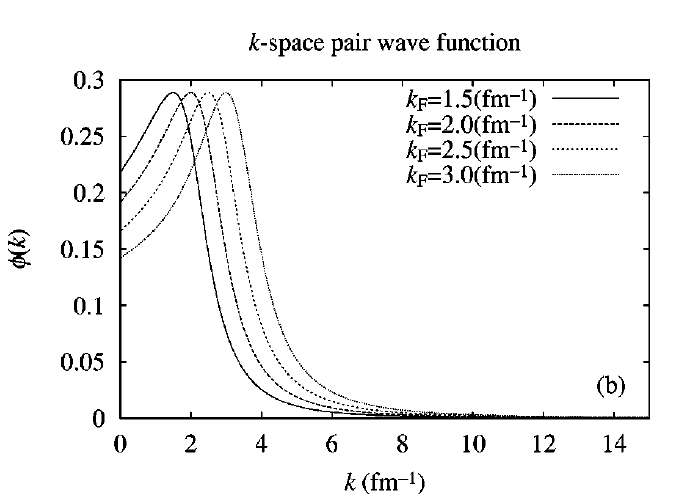 k-space pair wave function
0.3
0.25
0.2
0.15
0.1
0.05
0
ϕ(k)
kF=1.5(fm⁻¹)
kF=2.0(fm⁻¹)
kF=2.5(fm⁻¹)
kF=3.0(fm⁻¹)
(b)
0 2 4 6 8 10 12 14
k (fm⁻¹)